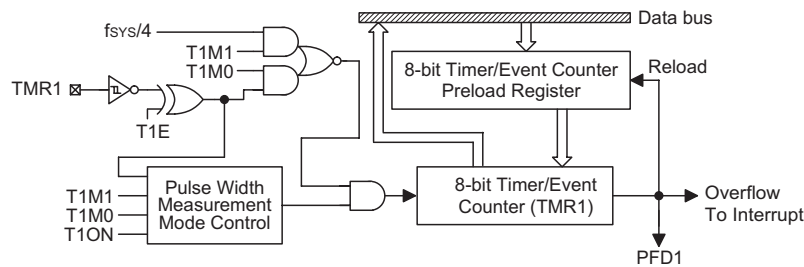 Data bus
fSYS/4
T1M1
T1M0
TMR1
T1E
8-bit Timer/Event Counter
Preload Register
Reload
T1M1
T1M0
T1ON
Pulse Width
Measurement
Mode Control
8-bit Timer/Event
Counter (TMR1)
Overflow
To Interrupt
PFD1